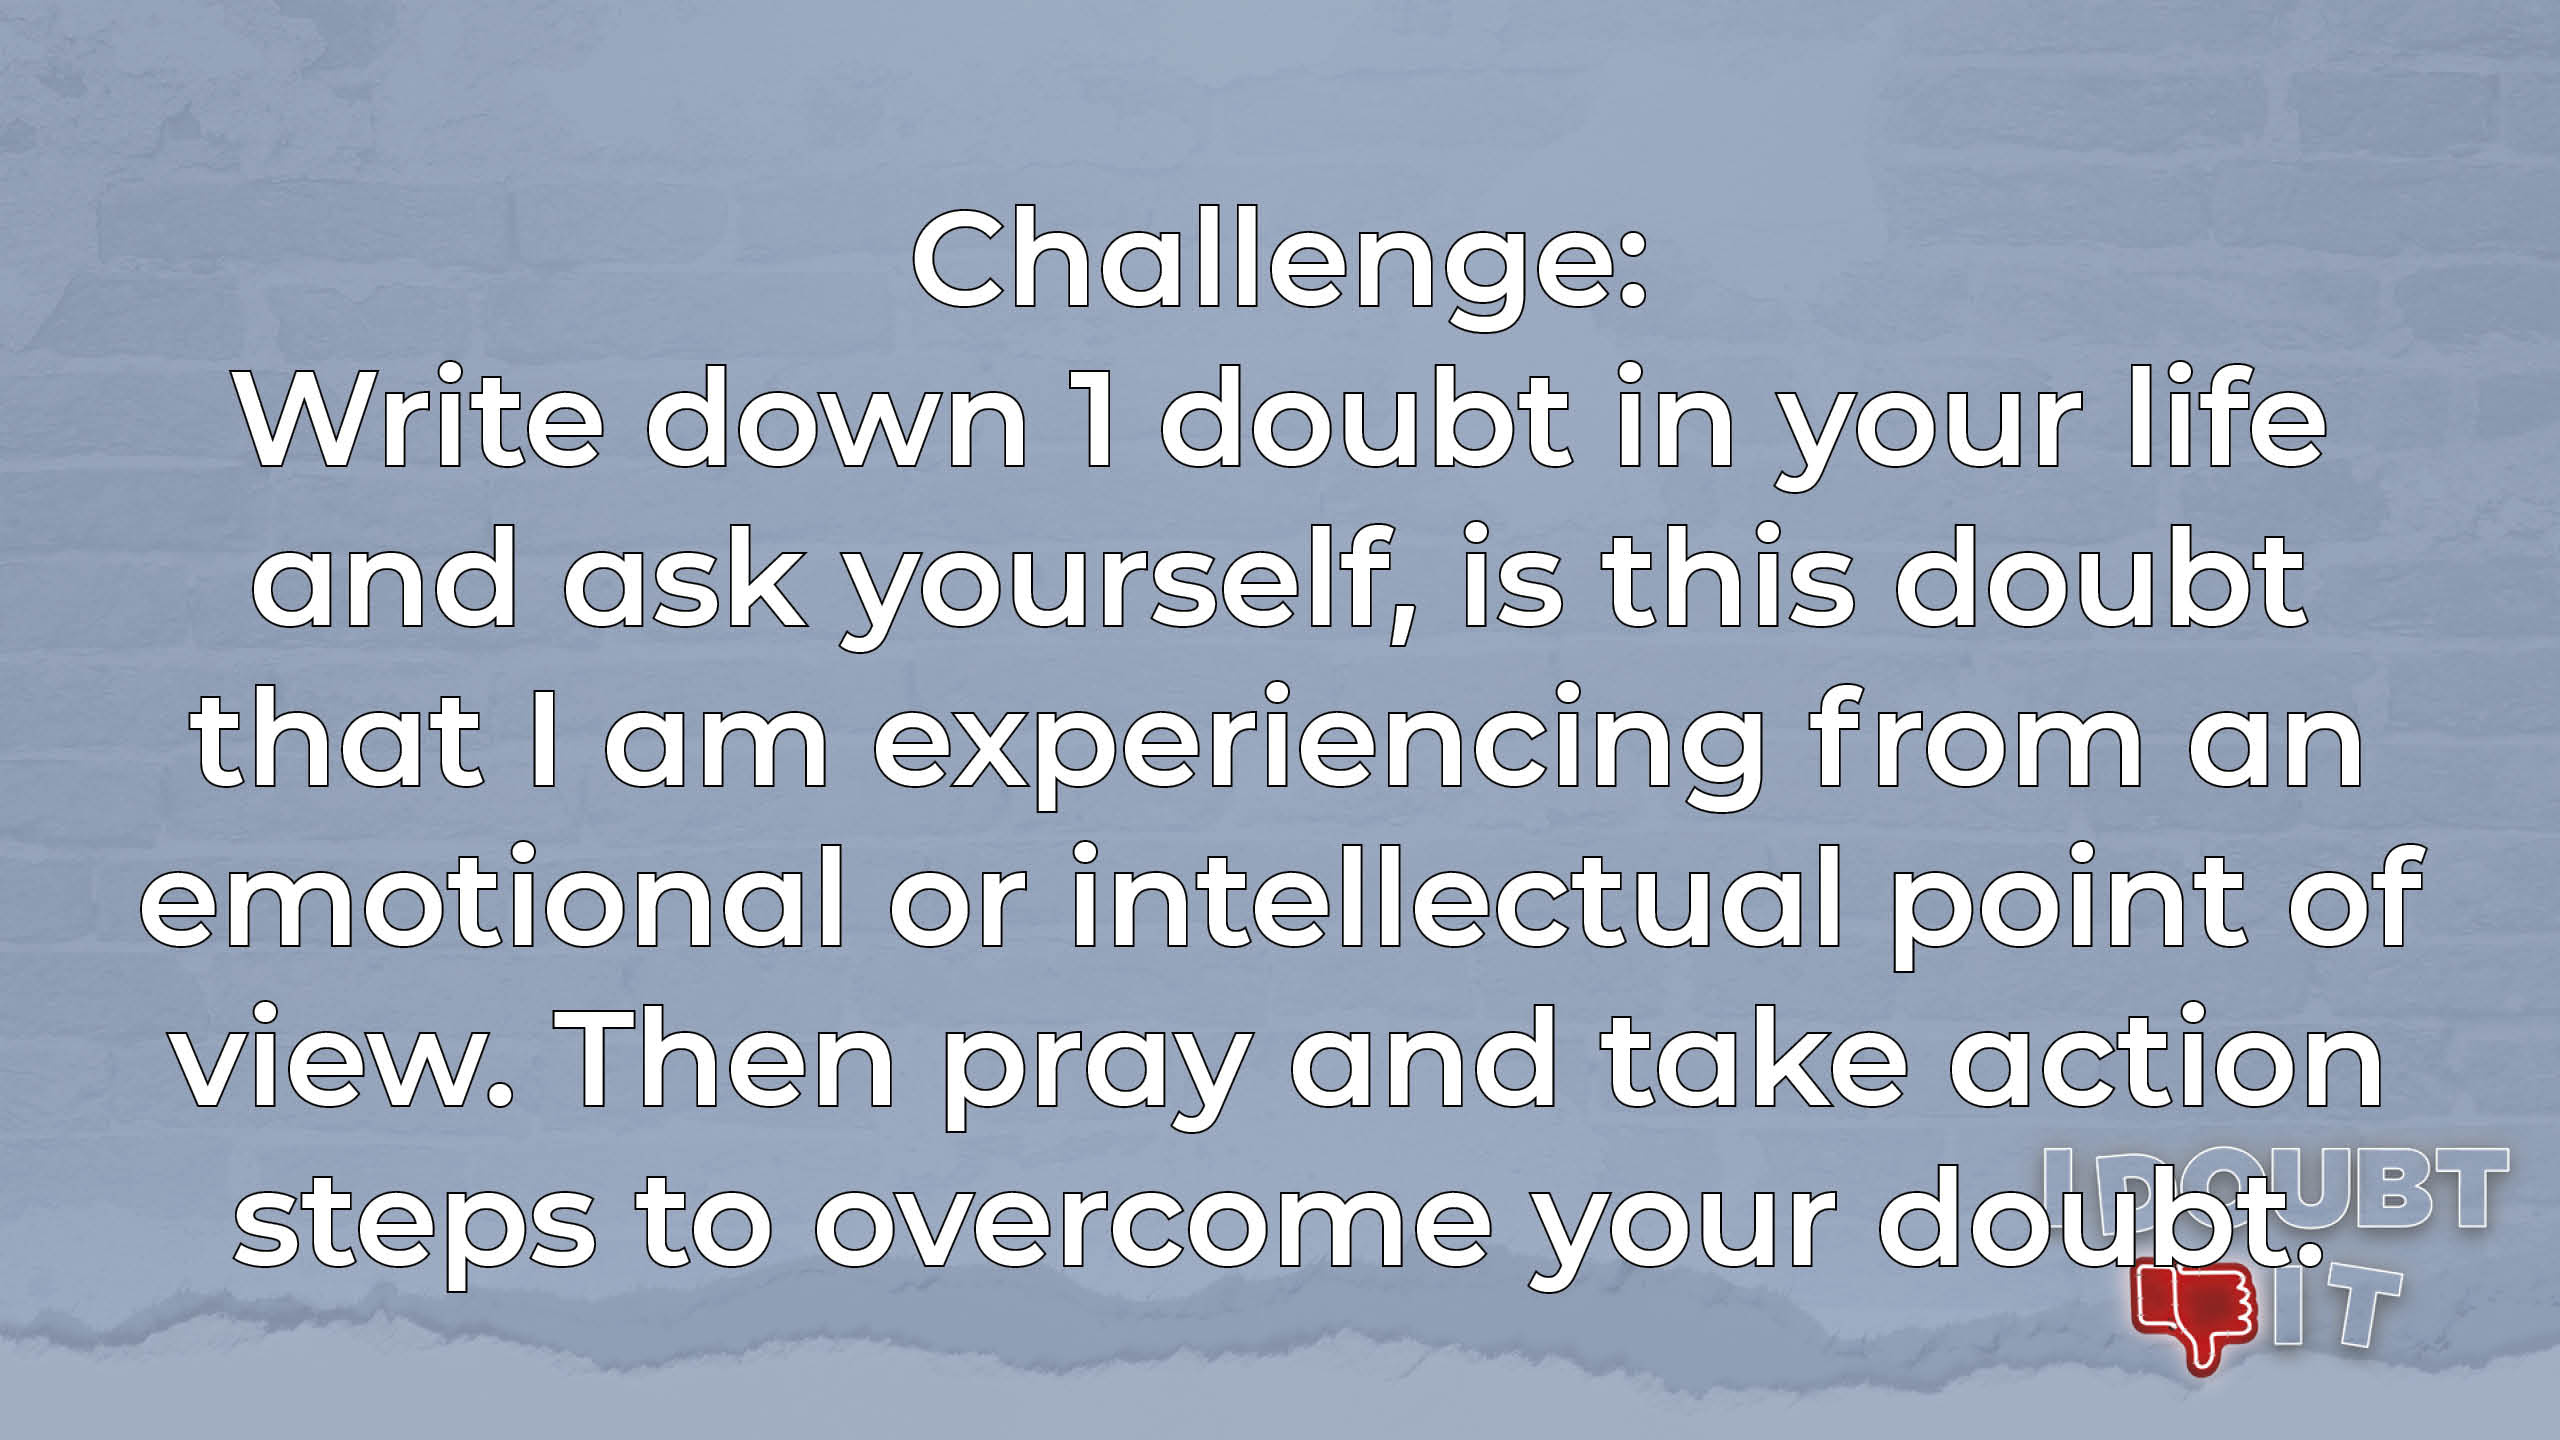 Challenge:
Write down 1 doubt in your life
and ask yourself, is this doubt
that I am experiencing from an
emotional or intellectual point of
view. Then pray and take action
steps to overcome your doubt.
I DOUBT
IT